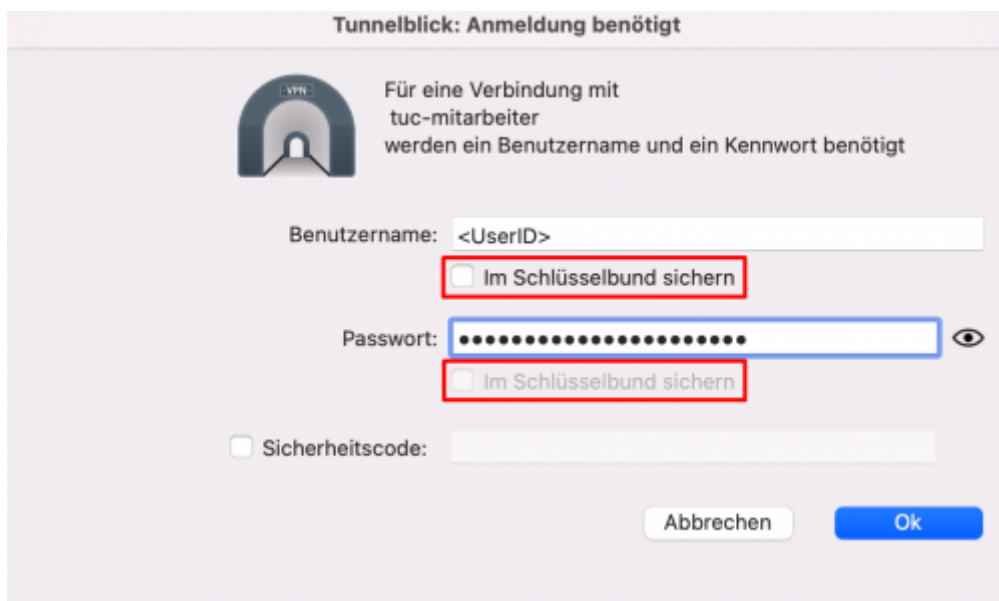 Tunnelblick: Anmeldung benötigt
VPN
Für eine Verbindung mit
tuc-mitarbeiter
werden ein Benutzername und ein Kennwort benötigt
Benutzername: <UserID>
Im Schlüsselbund sichern
Passwort: ••••••••••••••••••••••
Im Schlüsselbund sichern
Sicherheitscode:
Abbrechen Ok